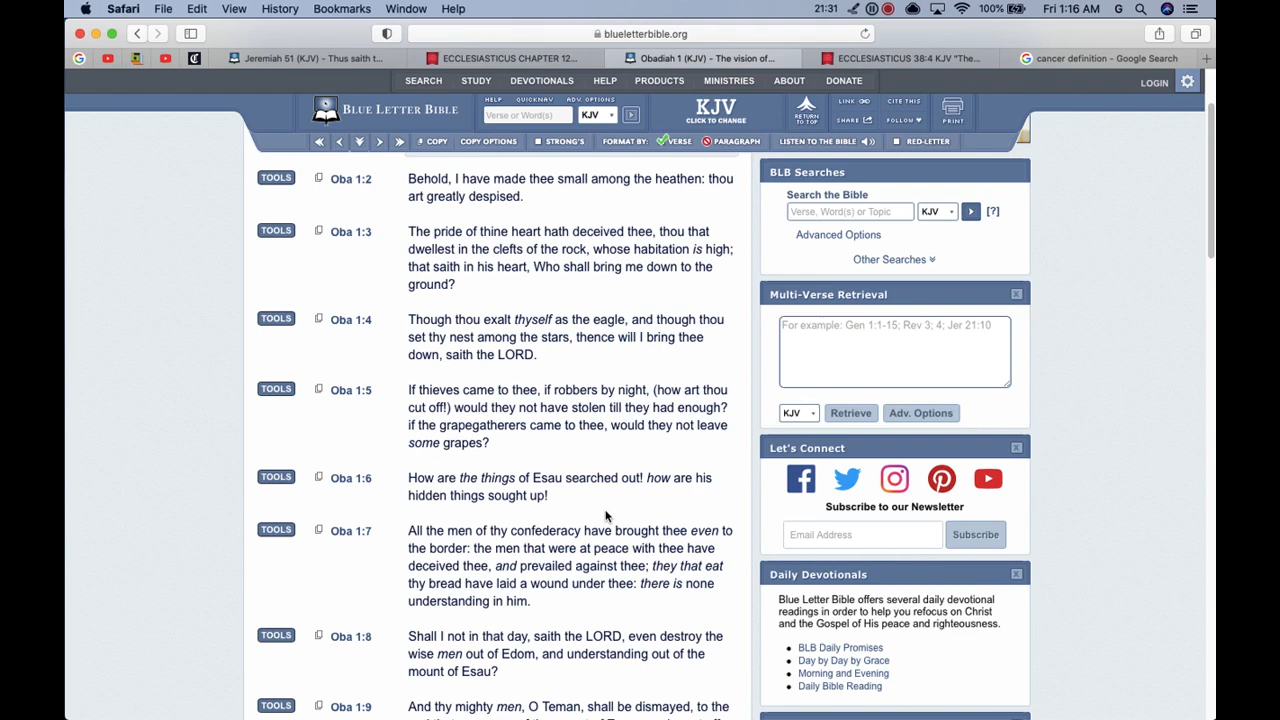 Safari File Edit View History Bookmarks Window Help 21:31 100% Fri 1:16 AM G
blueletterbible.org
Jeremiah 51 (KJV) - Thus saith t... ECCLESIASTICUS CHAPTER 12... Obadiah 1 (KJV) - The vision of... ECCLESIASTICUS 38:4 KJV "The... cancer definition - Google Search
SEARCH STUDY DEVOTIONALS HELP PRODUCTS MINISTRIES ABOUT DONATE LOGIN
BLUE LETTER BIBLE
HELP QUICKNAV ADV. OPTIONS
Verse or Word(s) KJV
KJV
CLICK TO CHANGE
RETURN TO TOP
LINK CITE THIS
SHARE FOLLOW
PRINT
COPY COPY OPTIONS STRONG'S FORMAT BY: VERSE PARAGRAPH LISTEN TO THE BIBLE RED-LETTER
TOOLS Oba 1:2 Behold, I have made thee small among the heathen: thou
art greatly despised.
TOOLS Oba 1:3 The pride of thine heart hath deceived thee, thou that
dwellest in the clefts of the rock, whose habitation is high;
that saith in his heart, Who shall bring me down to the
ground?
TOOLS Oba 1:4 Though thou exalt thyself as the eagle, and though thou
set thy nest among the stars, thence will I bring thee
down, saith the LORD.
TOOLS Oba 1:5 If thieves came to thee, if robbers by night, (how art thou
cut off!) would they not have stolen till they had enough?
if the grapegatherers came to thee, would they not leave
some grapes?
TOOLS Oba 1:6 How are the things of Esau searched out! how are his
hidden things sought up!
TOOLS Oba 1:7 All the men of thy confederacy have brought thee even to
the border: the men that were at peace with thee have
deceived thee, and prevailed against thee; they that eat
thy bread have laid a wound under thee: there is none
understanding in him.
TOOLS Oba 1:8 Shall I not in that day, saith the LORD, even destroy the
wise men out of Edom, and understanding out of the
mount of Esau?
TOOLS Oba 1:9 And thy mighty men, O Teman, shall be dismayed, to the
BLB Searches
Search the Bible
Verse, Word(s) or Topic KJV [?]
Advanced Options
Other Searches
Multi-Verse Retrieval
For example: Gen 1:1-15; Rev 3; 4; Jer 21:10
KJV Retrieve Adv. Options
Let's Connect
Subscribe to our Newsletter
Email Address Subscribe
Daily Devotionals
Blue Letter Bible offers several daily devotional
readings in order to help you refocus on Christ
and the Gospel of His peace and righteousness.
BLB Daily Promises
Day by Day by Grace
Morning and Evening
Daily Bible Reading